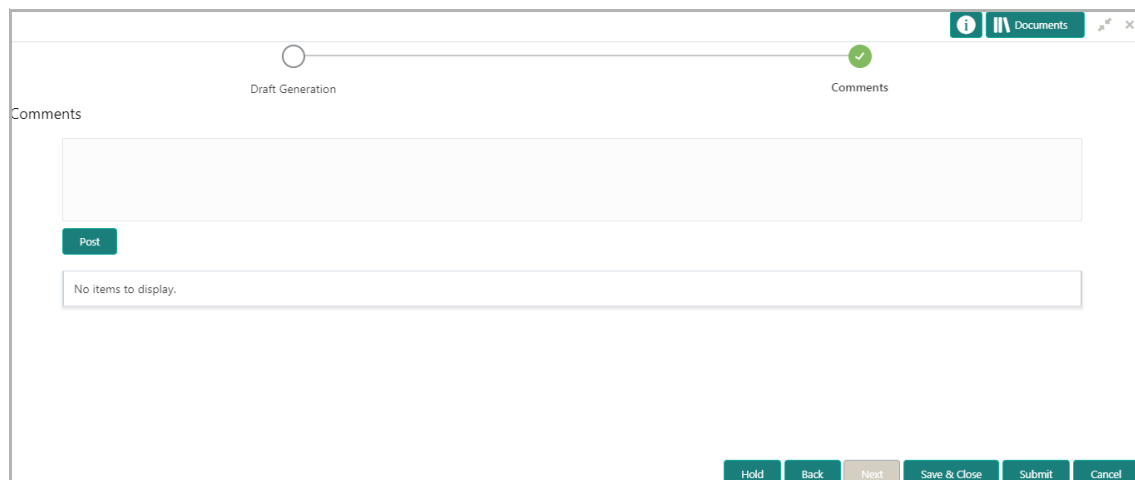 Documents
Draft Generation
Comments
Comments
Post
No items to display.
Hold Back Next Save & Close Submit Cancel